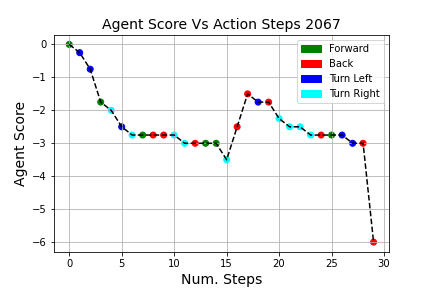 Agent Score Vs Action Steps 2067
Forward
Back
Turn Left
Turn Right
Agent Score
0
−1
−2
−3
−4
−5
−6
0 5 10 15 20 25 30
Num. Steps